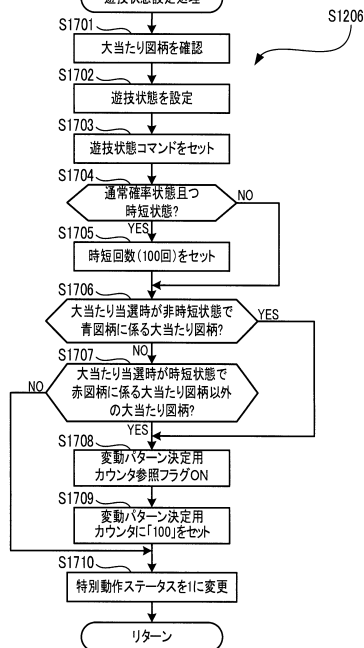 遊技状態設定処理
S1206
S1701
大当たり図柄を確認
S1702
遊技状態を設定
S1703
遊技状態コマンドをセット
S1704
通常確率状態且つ
時短状態?
NO
YES
S1705
時短回数(100回)をセット
S1706
大当たり当選時が非時短状態で
青図柄に係る大当たり図柄?
YES
NO
S1707
大当たり当選時が時短状態で
赤図柄に係る大当たり図柄以外
の大当たり図柄?
NO
YES
S1708
変動パターン決定用
カウンタ参照フラグON
S1709
変動パターン決定用
カウンタに「100」をセット
S1710
特別動作ステータスを1に変更
リターン